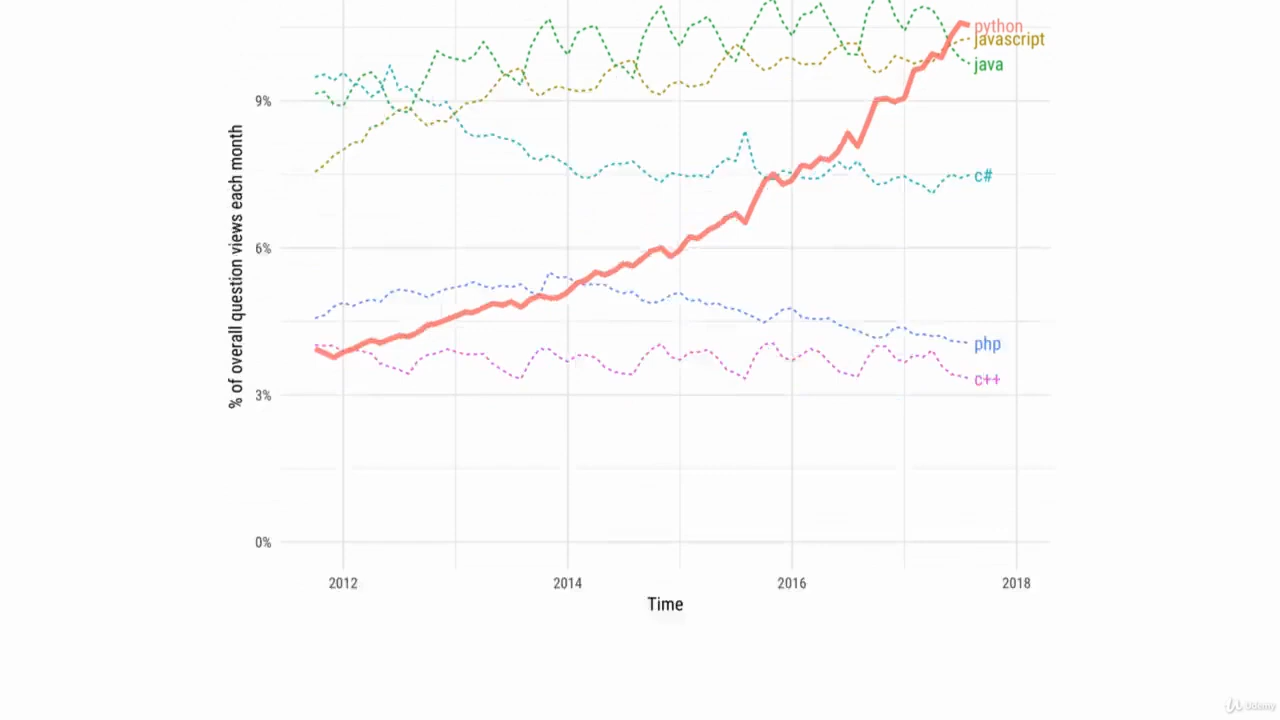 python
javascript
java
9%
c#
6%
php
c++
3%
0%
% of overall question views each month
2012 2014 2016 2018
Time
Udemy